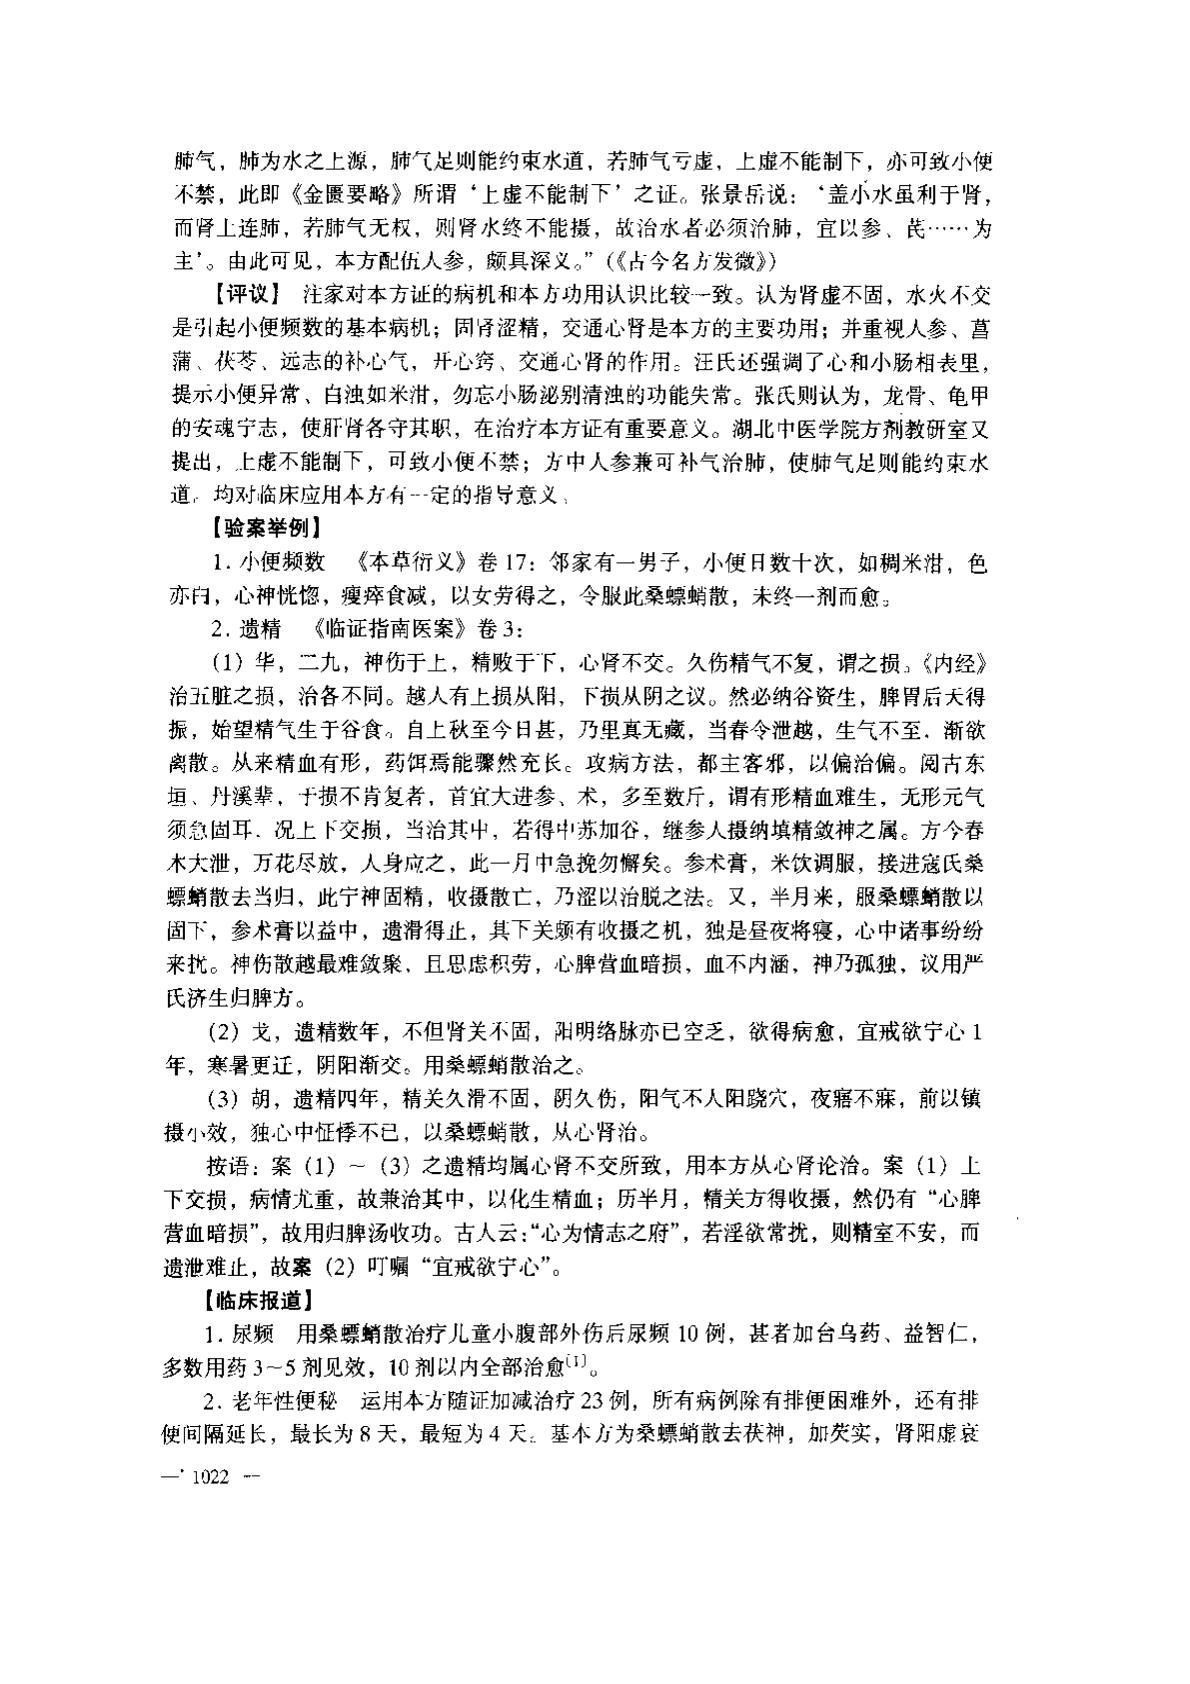 肺气，肺为水之上源，肺气足则能约束水道，若肺气亏虚，上虚不能制下，亦可致小便
不禁，此即《金匮要略》所谓‘上虚不能制下’之证。张景岳说：‘盖小水虽利于肾，
而肾上连肺，若肺气无权，则肾水终不能摄，故治水者必须治肺，宜以参、芪……为
主’。由此可见，本方配伍人参，颇具深义。”（《古今名方发微》）
【评议】 注家对本方证的病机和本方功用认识比较一致。认为肾虚不固，水火不交
是引起小便频数的基本病机；固肾涩精，交通心肾是本方的主要功用；并重视人参、菖
蒲、茯苓、远志的补心气，开心窍、交通心肾的作用。汪氏还强调了心和小肠相表里，
提示小便异常、白浊如米泔，勿忘小肠泌别清浊的功能失常。张氏则认为，龙骨、龟甲
的安魂宁志，使肝肾各守其职，在治疗本方证有重要意义。湖北中医学院方剂教研室又
提出，上虚不能制下，可致小便不禁；方中人参兼可补气治肺，使肺气足则能约束水
道。均对临床应用本方有一定的指导意义。
【验案举例】
1. 小便频数 《本草衍义》卷 17：邻家有一男子，小便日数十次，如稠米泔，色
亦白，心神恍惚，瘦瘁食减，以女劳得之，令服此桑螵蛸散，未终一剂而愈。
2. 遗精 《临证指南医案》卷 3：
（1）华，二九，神伤于上，精败于下，心肾不交。久伤精气不复，谓之损。《内经》
治五脏之损，治各不同。越人有上损从阳，下损从阴之议。然必纳谷资生，脾胃后天得
振，始望精气生于谷食。自上秋至今日甚，乃里真无藏，当春令泄越，生气不至．渐欲
离散。从来精血有形，药饵焉能骤然充长。攻病方法，都主客邪，以偏治偏。阅古东
垣、丹溪辈，于损不肯复者，首宜大进参、术，多至数斤，谓有形精血难生，无形元气
须急固耳．况上下交损，当治其中，若得中苏加谷，继参人摄纳填精敛神之属。方今春
木大泄，万花尽放，人身应之，此一月中急挽勿懈矣。参术膏，米饮调服，接进寇氏桑
螵蛸散去当归，此宁神固精，收摄散亡，乃涩以治脱之法。又，半月来，服桑螵蛸散以
固下，参术膏以益中，遗滑得止，其下关颇有收摄之机，独是昼夜将寝，心中诸事纷纷
来扰。神伤散越最难敛聚，且思虑积劳，心脾营血暗损，血不内涵，神乃孤独，议用严
氏济生归脾方。
（2）戈，遗精数年，不但肾关不固，阳明络脉亦已空乏，欲得病愈，宜戒欲宁心 1
年，寒暑更迁，阴阳渐交。用桑螵蛸散治之。
（3）胡，遗精四年，精关久滑不固，阴久伤，阳气不人阳跷穴，夜寤不寐，前以镇
摄小效，独心中怔悸不已，以桑螵蛸散，从心肾治。
按语：案（1）～（3）之遗精均属心肾不交所致，用本方从心肾论治。案（1）上
下交损，病情尤重，故兼治其中，以化生精血；历半月，精关方得收摄，然仍有“心脾
营血暗损”，故用归脾汤收功。古人云：“心为情志之府”，若淫欲常扰，则精室不安，而
遗泄难止，故案（2）叮嘱“宜戒欲宁心”。
【临床报道】
1. 尿频 用桑螵蛸散治疗儿童小腹部外伤后尿频 10 例，甚者加台乌药、益智仁，
多数用药 3～5 剂见效，10 剂以内全部治愈〔1〕。
2. 老年性便秘 运用本方随证加减治疗 23 例，所有病例除有排便困难外，还有排
便间隔延长，最长为 8 天，最短为 4 天。基本方为桑螵蛸散去茯神，加芡实，肾阳虚衰
— 1022 —